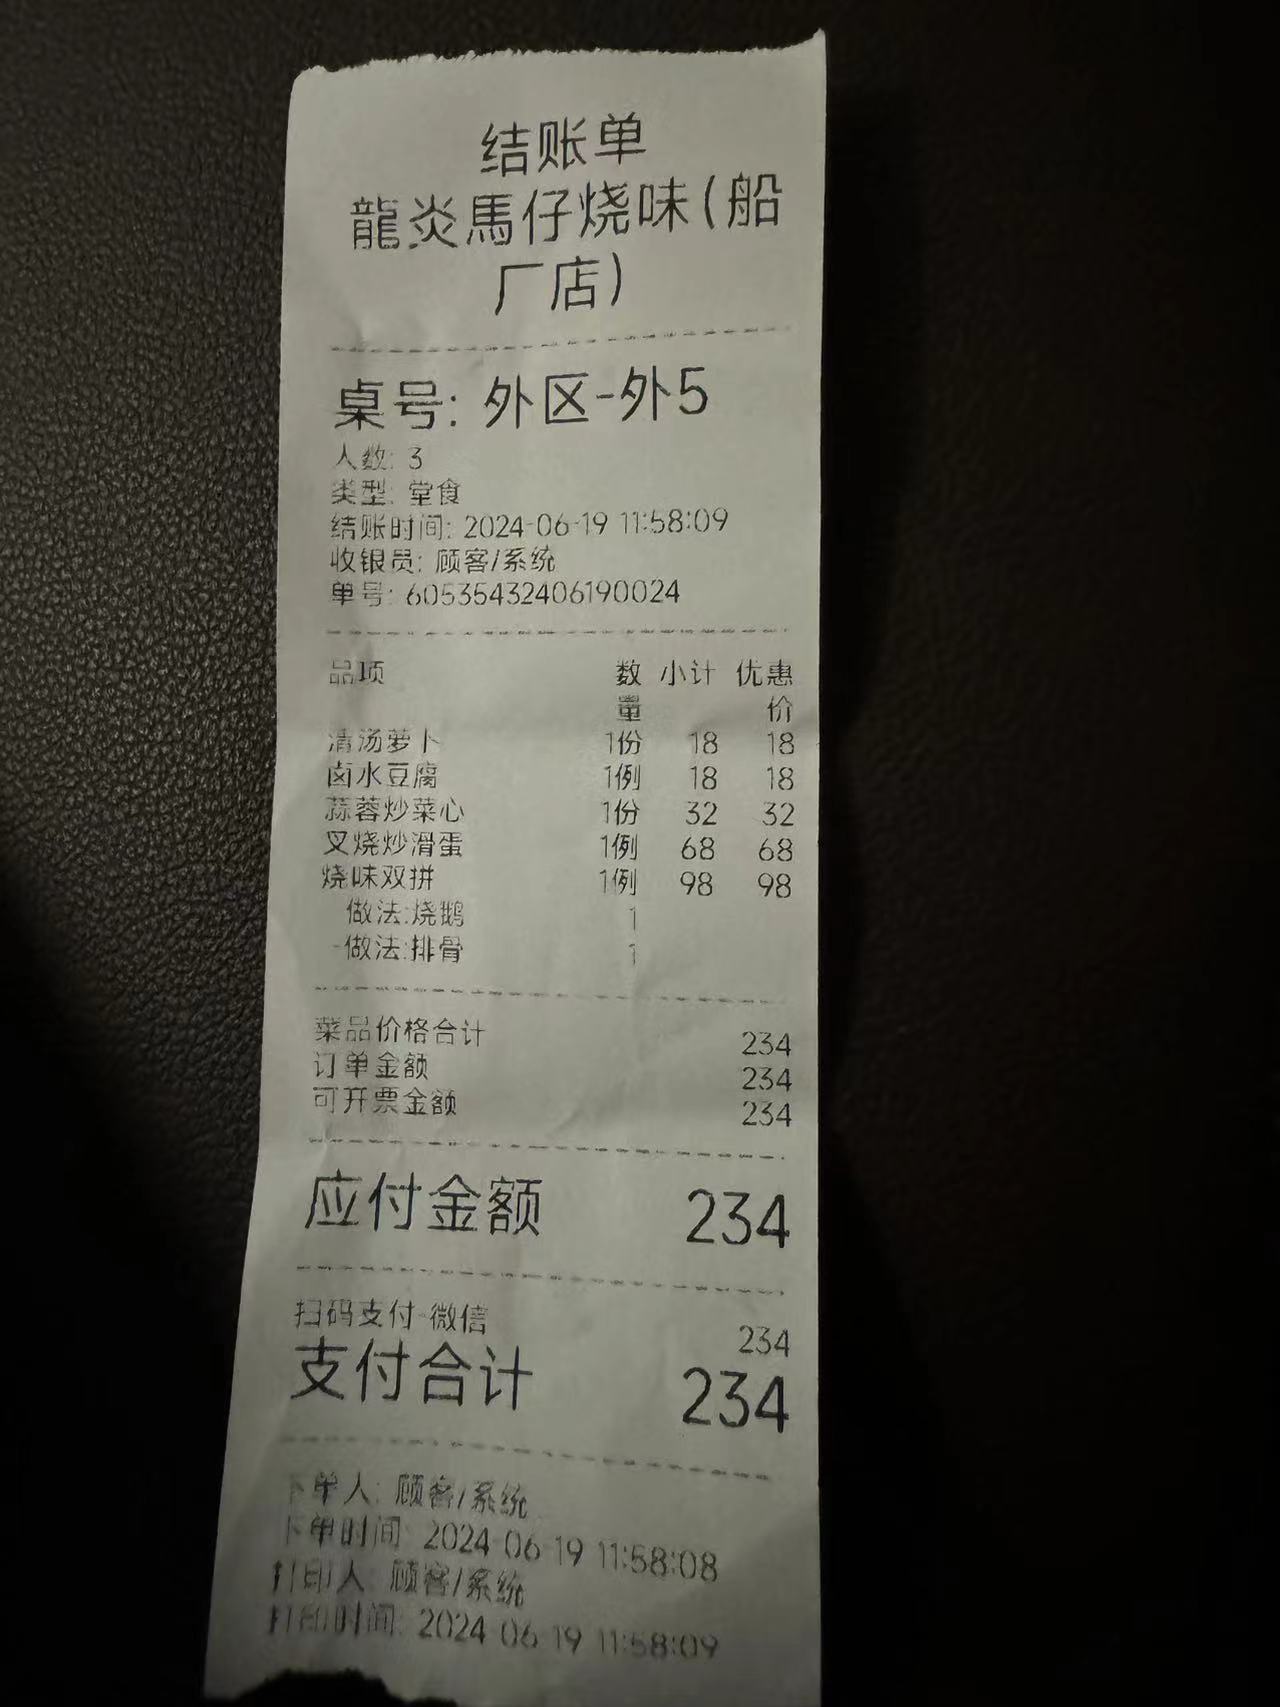 结账单
龍炎馬仔烧味(船
厂店)
桌号: 外区-外5
人数: 3
类型: 堂食
结账时间: 2024-06-19 11:58:09
收银员: 顾客/系统
单号: 60535432406190024
品项 数 小计 优惠
量 价
清汤萝卜 1份 18 18
卤水豆腐 1例 18 18
蒜蓉炒菜心 1份 32 32
叉烧炒滑蛋 1例 68 68
烧味双拼 1例 98 98
做法:烧鹅 1
-做法:排骨 1
菜品价格合计 234
订单金额 234
可开票金额 234
应付金额 234
扫码支付-微信 234
支付合计 234
下单人: 顾客/系统
下单时间: 2024-06-19 11:58:08
打印人: 顾客/系统
打印时间: 2024-06-19 11:58:09